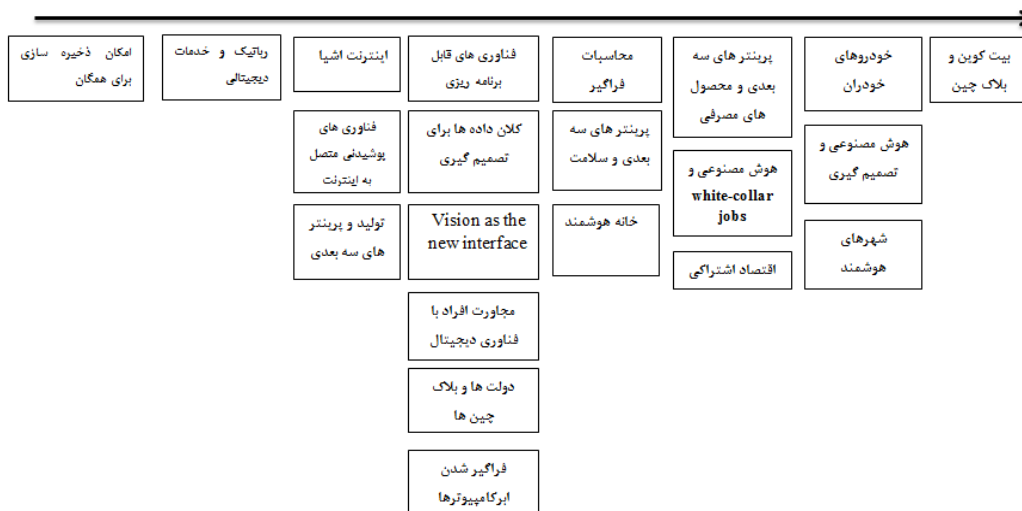 امکان ذخیره سازی
برای همگان
رباتیک و خدمات
دیجیتالی
اینترنت اشیا
فناوری های
پوشیدنی متصل
به اینترنت
تولید و پرینتر
های سه بعدی
فناوری های قابل
برنامه ریزی
کلان داده ها برای
تصمیم گیری
Vision as the
new interface
مجاورت افراد با
فناوری دیجیتال
دولت ها و بلاک
چین ها
فراگیر شدن
ابرکامپیوترها
محاسبات
فراگیر
پرینتر های سه
بعدی و سلامت
خانه هوشمند
پرینتر های سه
بعدی و محصول
های مصرفی
هوش مصنوعی و
white-collar
jobs
اقتصاد اشتراکی
خودروهای
خودران
هوش مصنوعی و
تصمیم گیری
شهرهای
هوشمند
بیت کوین و
بلاک چین